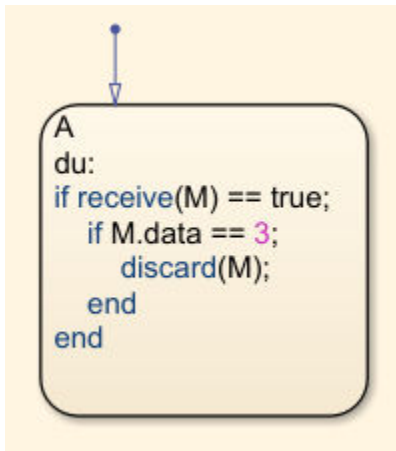 A
du:
if receive(M) == true;
if M.data == 3;
discard(M);
end
end